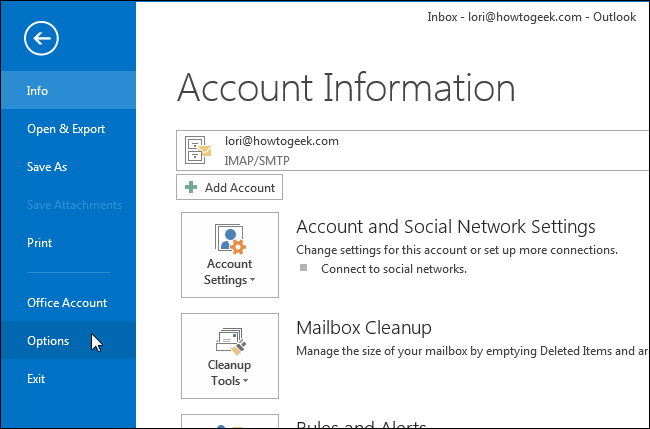 Inbox - lori@howtogeek.com - Outlook
Info
Open & Export
Save As
Save Attachments
Print
Office Account
Options
Exit
Account Information
lori@howtogeek.com
IMAP/SMTP
Add Account
Account
Settings
Account and Social Network Settings
Change settings for this account or set up more connections.
Connect to social networks.
Cleanup
Tools
Mailbox Cleanup
Manage the size of your mailbox by emptying Deleted Items and ar
Rules and Alerts